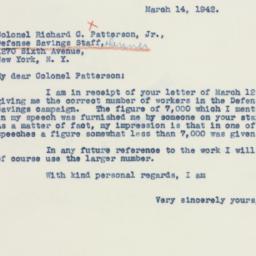 March 14, 1942.
Colonel Richard C. Patterson, Jr.,
Defense Savings Staff,
1270 Sixth Avenue,
New York, N. Y.
My dear Colonel Patterson:
I am in receipt of your letter of March 12
giving me the correct number of workers in the Defen
Savings campaign. The figure of 7,000 which I ment
in my speech was furnished me by someone on your sta
As a matter of fact, my impression is that in one of
speeches a figure somewhat less than 7,000 was given
In any future reference to the work I will
of course use the larger number.
With kind personal regards, I am
Very sincerely yours,